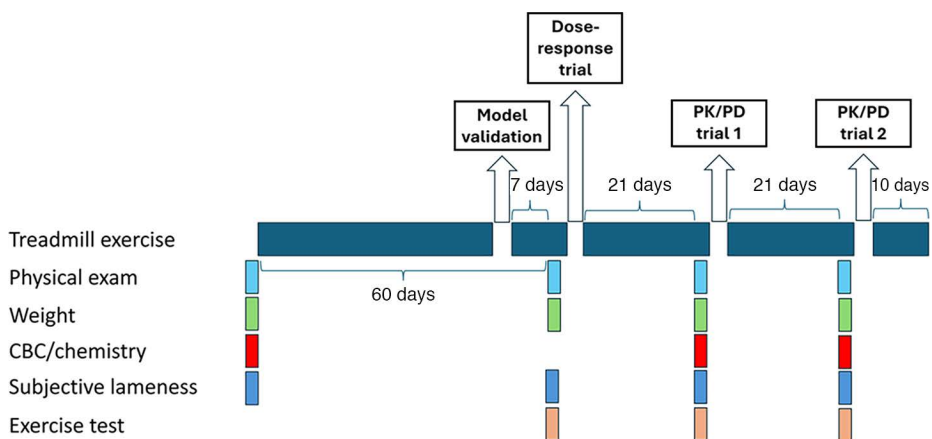 Dose-
response
trial
Model
validation
PK/PD
trial 1
PK/PD
trial 2
7 days
21 days
21 days
10 days
Treadmill exercise
Physical exam
60 days
Weight
CBC/chemistry
Subjective lameness
Exercise test